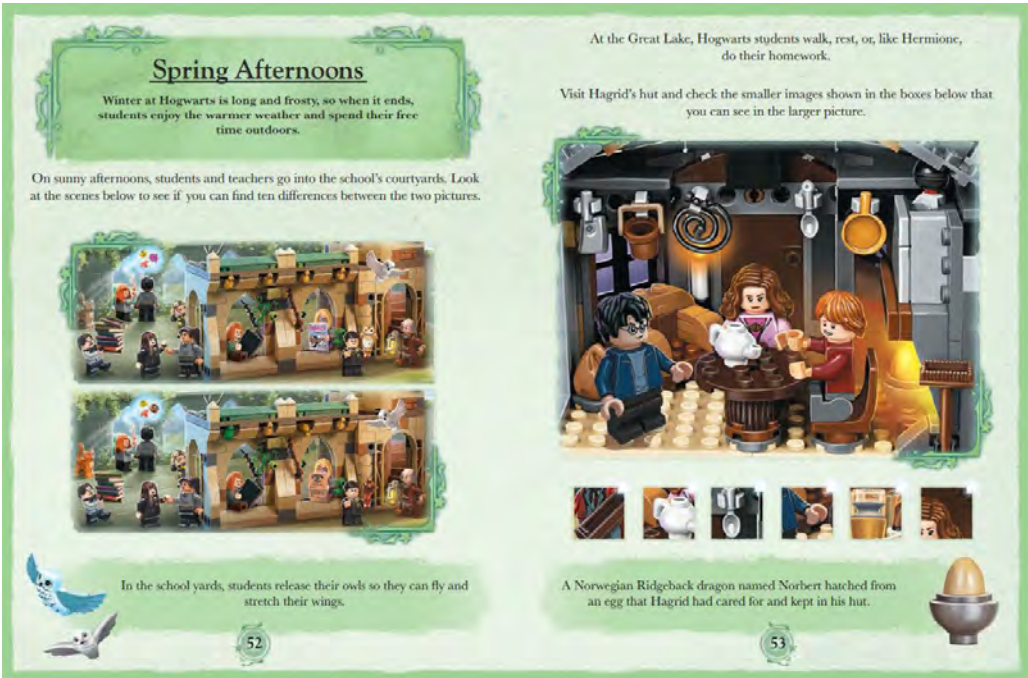 Spring Afternoons
Winter at Hogwarts is long and frosty, so when it ends,
students enjoy the warmer weather and spend their free
time outdoors.
On sunny afternoons, students and teachers go into the school's courtyards. Look
at the scenes below to see if you can find ten differences between the two pictures.
In the school yards, students release their owls so they can fly and
stretch their wings.
52
At the Great Lake, Hogwarts students walk, rest, or, like Hermione,
do their homework.
Visit Hagrid's hut and check the smaller images shown in the boxes below that
you can see in the larger picture.
A Norwegian Ridgeback dragon named Norbert hatched from
an egg that Hagrid had cared for and kept in his hut.
53